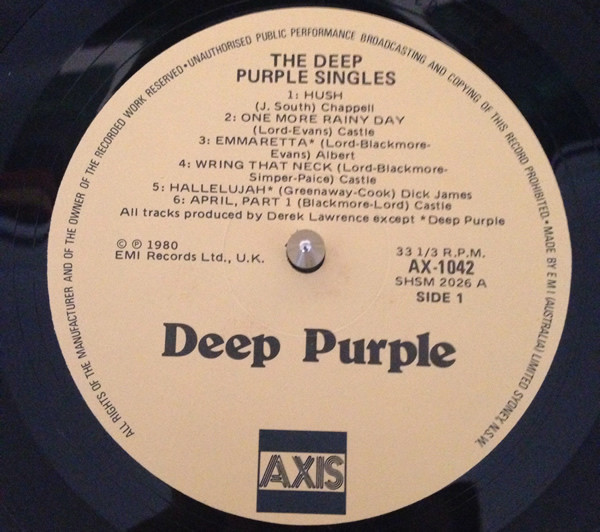 ALL RIGHTS OF THE MANUFACTURER AND OF THE OWNER OF THE RECORDED WORK RESERVED • UNAUTHORISED PUBLIC PERFORMANCE BROADCASTING AND COPYING OF THIS RECORD PROHIBITED • MADE BY E M I (AUSTRALIA) LIMITED SYDNEY N.S.W.
THE DEEP
PURPLE SINGLES
1: HUSH
(J. South) Chappell
2: ONE MORE RAINY DAY
(Lord-Evans) Castle
3: EMMARETTA* (Lord-Blackmore-
Evans) Albert
4: WRING THAT NECK (Lord-Blackmore-
Simper-Paice) Castle
5: HALLELUJAH* (Greenaway-Cook) Dick James
6: APRIL, PART 1 (Blackmore-Lord) Castle
All tracks produced by Derek Lawrence except *Deep Purple
© ℗ 1980
EMI Records Ltd., U.K.
33 1/3 R.P.M.
AX-1042
SHSM 2026 A
SIDE 1
Deep Purple
AXIS